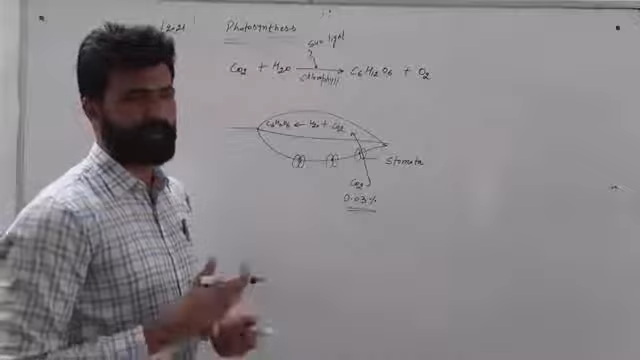 Photosynthesis
Sun light
CO2 + H2O → C6H12O6 + O2
Chlorophyll
C6H12O6 ← H2O + CO2
Stomata
CO2
0.03%